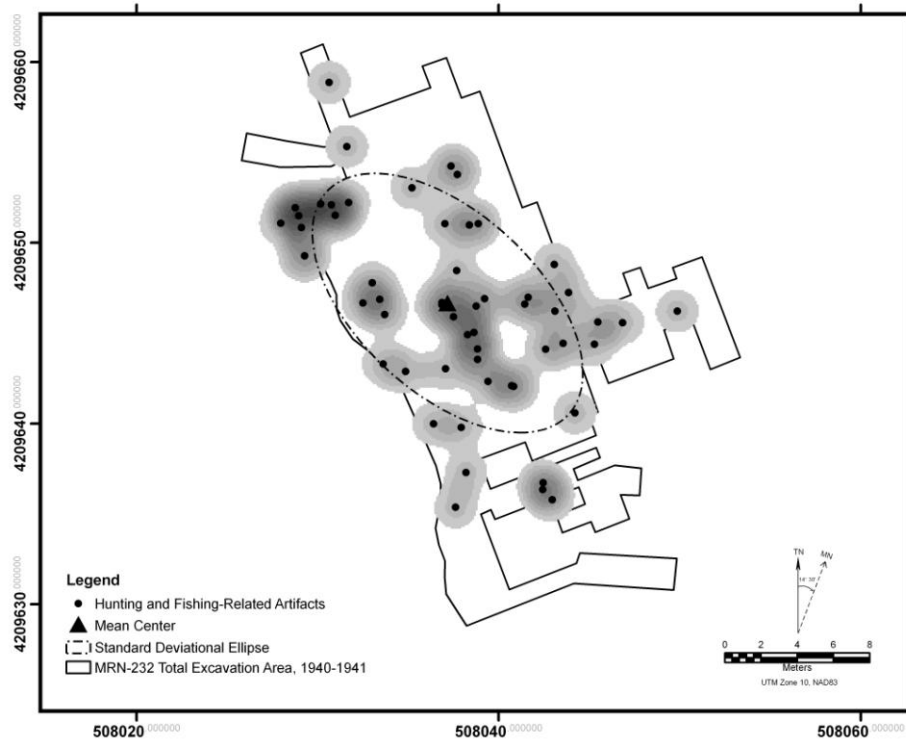 4209660.000000
4209650.000000
4209640.000000
4209630.000000
Legend
Hunting and Fishing-Related Artifacts
Mean Center
Standard Deviational Ellipse
MRN-232 Total Excavation Area, 1940-1941
TN
MN
0 2 4 6 8
Meters
UTM Zone 10, NAD83
508020.000000
508040.000000
508060.000000